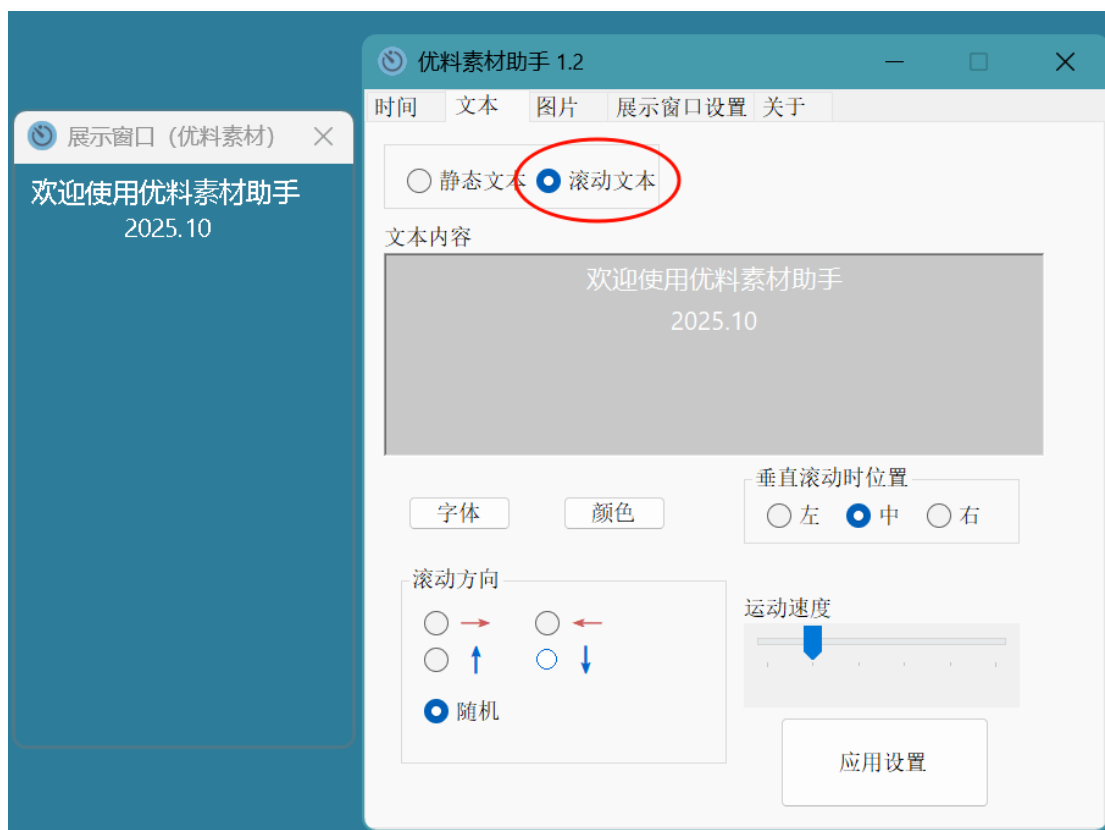 展示窗口（优料素材）
欢迎使用优料素材助手
2025.10
优料素材助手 1.2
时间 文本 图片 展示窗口设置 关于
静态文本 滚动文本
文本内容
欢迎使用优料素材助手
2025.10
字体 颜色
垂直滚动时位置
左 中 右
滚动方向
随机
运动速度
应用设置